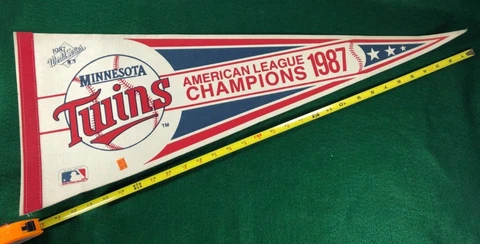 1987
World Series
MINNESOTA
Twins
TM
AMERICAN LEAGUE
CHAMPIONS
1987